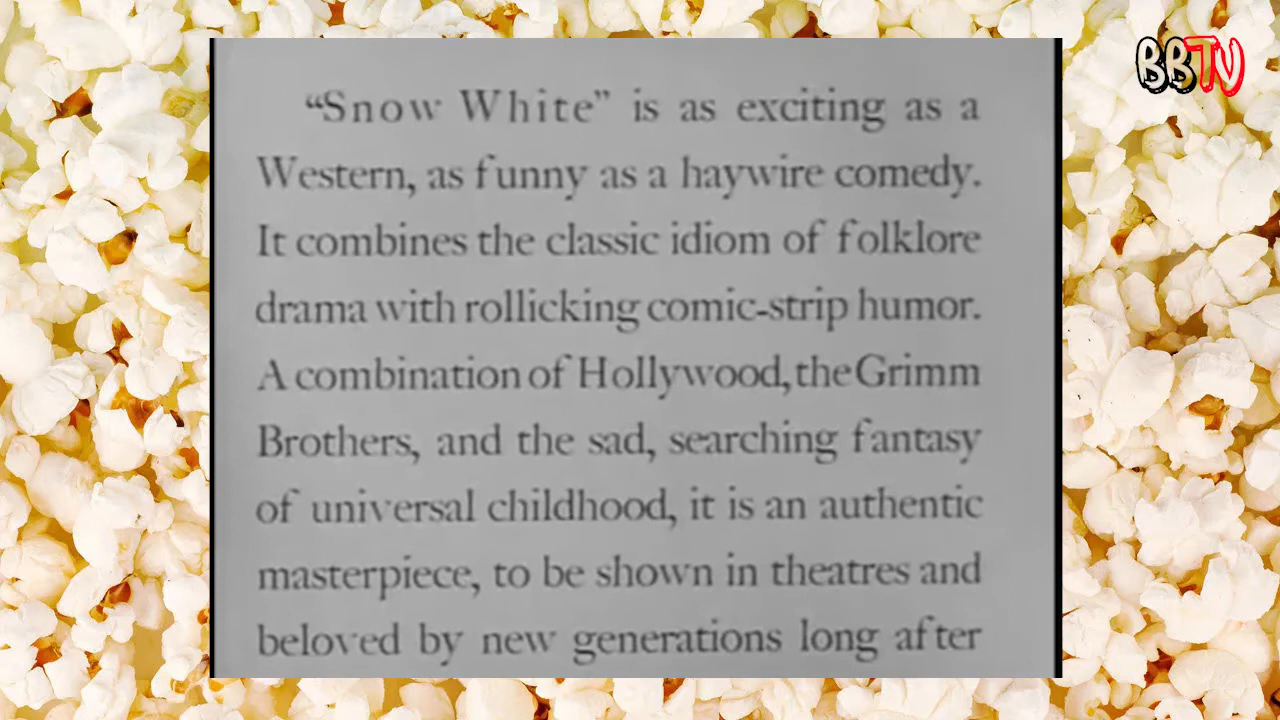 BBTV
“Snow White” is as exciting as a
Western, as funny as a haywire comedy.
It combines the classic idiom of folklore
drama with rollicking comic-strip humor.
A combination of Hollywood, the Grimm
Brothers, and the sad, searching fantasy
of universal childhood, it is an authentic
masterpiece, to be shown in theatres and
beloved by new generations long after